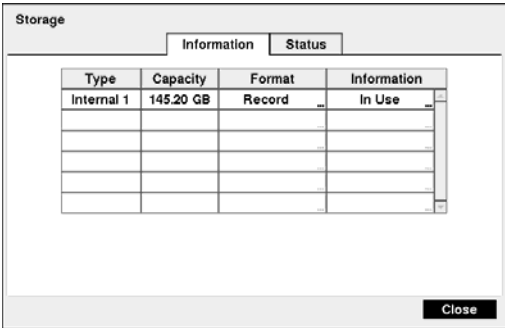 Storage
Information Status
Type Capacity Format Information
Internal 1 145.20 GB Record ... In Use ...
... ...
... ...
... ...
... ...
... ...
Close